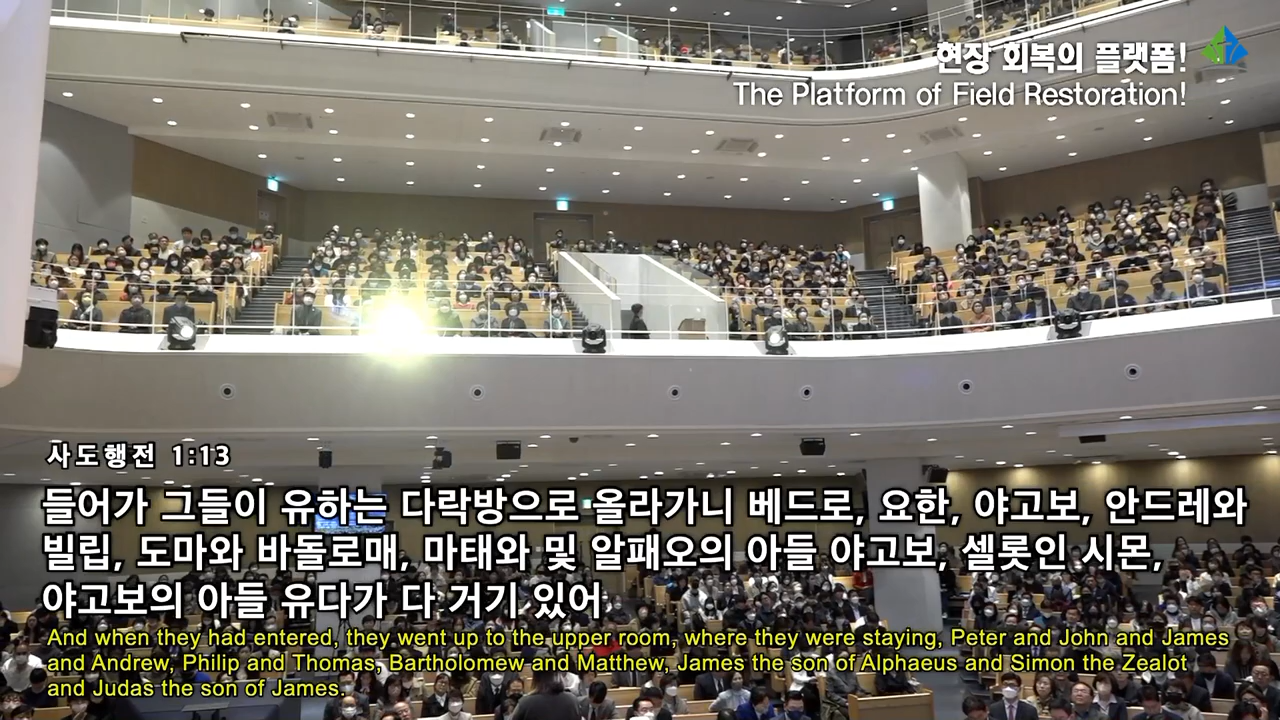 현장 회복의 플랫폼!
The Platform of Field Restoration!
사도행전 1:13
들어가 그들이 유하는 다락방으로 올라가니 베드로, 요한, 야고보, 안드레와
빌립, 도마와 바돌로매, 마태와 및 알패오의 아들 야고보, 셀롯인 시몬,
야고보의 아들 유다가 다 거기 있어
And when they had entered, they went up to the upper room, where they were staying, Peter and John and James
and Andrew, Philip and Thomas, Bartholomew and Matthew, James the son of Alphaeus and Simon the Zealot
and Judas the son of James.